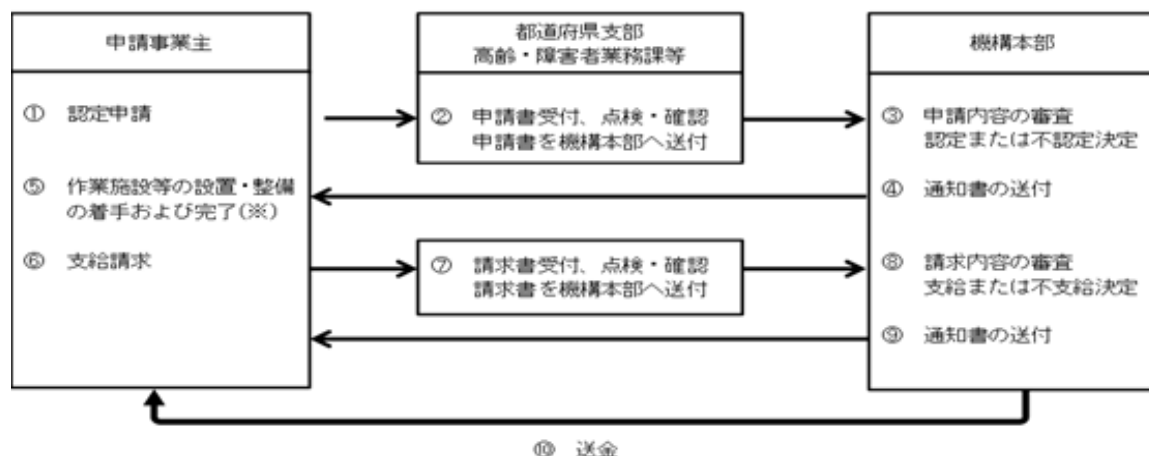 申請事業主
都道府県支部
高齢・障害者業務課等
機構本部
① 認定申請
② 申請書受付、点検・確認
申請書を機構本部へ送付
③ 申請内容の審査
認定または不認定決定
④ 通知書の送付
⑤ 作業施設等の設置・整備
の着手および完了(※)
⑥ 支給請求
⑦ 請求書受付、点検・確認
請求書を機構本部へ送付
⑧ 請求内容の審査
支給または不支給決定
⑨ 通知書の送付
⑩ 送金